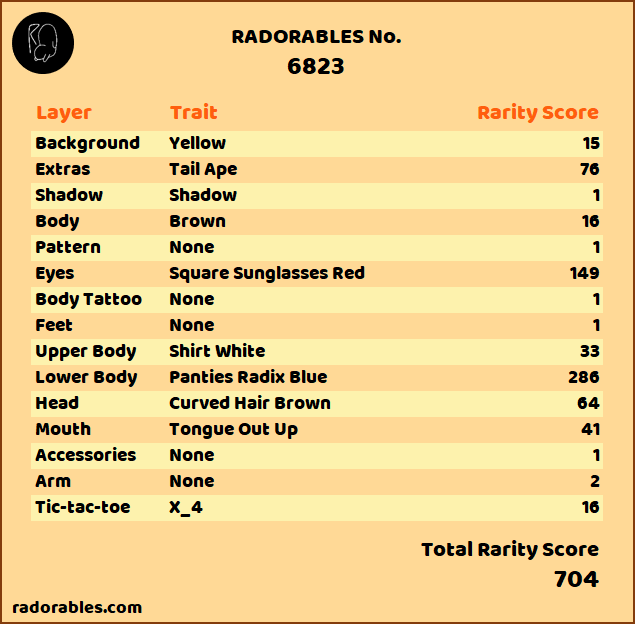 RADORABLES No.
6823
Layer Trait Rarity Score
Background Yellow 15
Extras Tail Ape 76
Shadow Shadow 1
Body Brown 16
Pattern None 1
Eyes Square Sunglasses Red 149
Body Tattoo None 1
Feet None 1
Upper Body Shirt White 33
Lower Body Panties Radix Blue 286
Head Curved Hair Brown 64
Mouth Tongue Out Up 41
Accessories None 1
Arm None 2
Tic-tac-toe X_4 16
Total Rarity Score
704
radorables.com